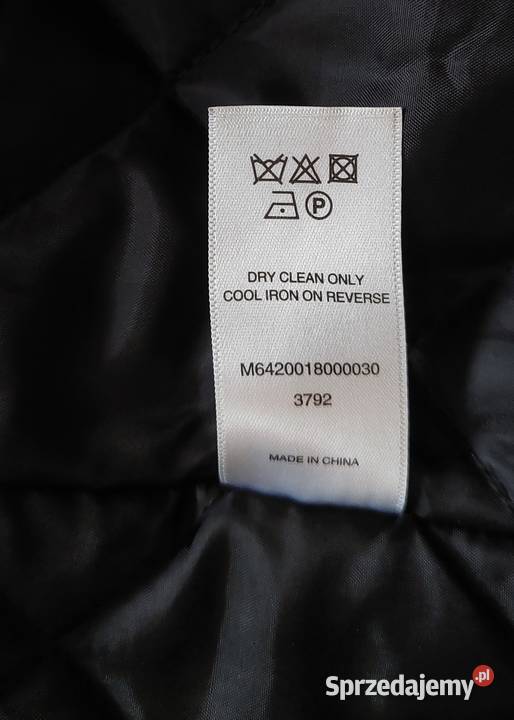 P
DRY CLEAN ONLY
COOL IRON ON REVERSE
M6420018000030
3792
MADE IN CHINA
Sprzedajemy.pl